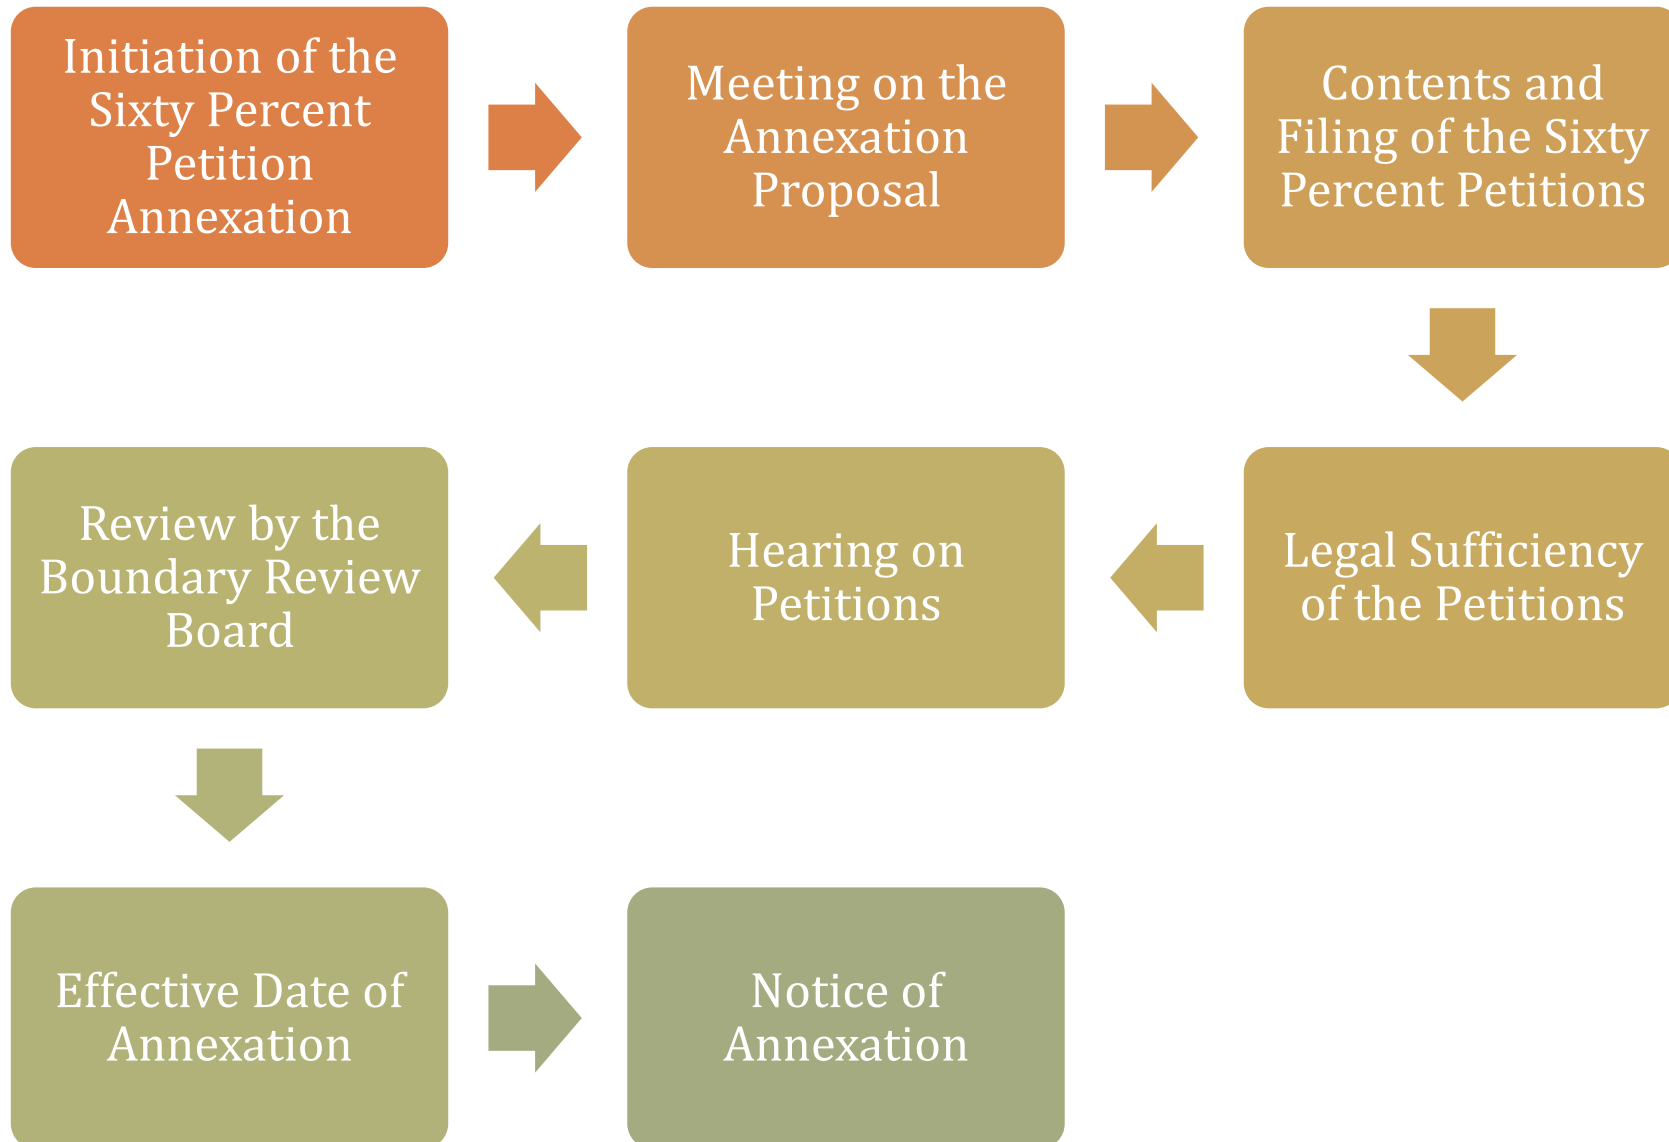 Initiation of the
Sixty Percent
Petition
Annexation
Meeting on the
Annexation
Proposal
Contents and
Filing of the Sixty
Percent Petitions
Legal Sufficiency
of the Petitions
Hearing on
Petitions
Review by the
Boundary Review
Board
Effective Date of
Annexation
Notice of
Annexation